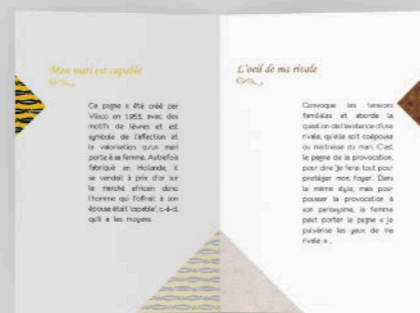 Mon mari est capable
Ce pagne a été créé par
Vlisco en 1953, avec des
motifs de lèvres et est
symbole de l'affection et
la valorisation qu'un mari
porte à sa femme. Autrefois
fabriqué en Hollande, il
se vendait à prix d'or sur
le marché africain donc
l'homme qui l'offrait à son
épouse était "capable", c-à-d.
qu'il a les moyens.
L'oeil de ma rivale
Convoque les tensions
familiales et aborde la
question de l'existence d'une
rivale, qu'elle soit coépouse
ou maîtresse du mari. C'est
le pagne de la provocation,
pour dire "je ferai tout pour
protéger mon foyer". Dans
le même style, mais pour
pousser la provocation à
son paroxysme, la femme
peut porter le pagne « je
pulvérise les yeux de ma
rivale » .